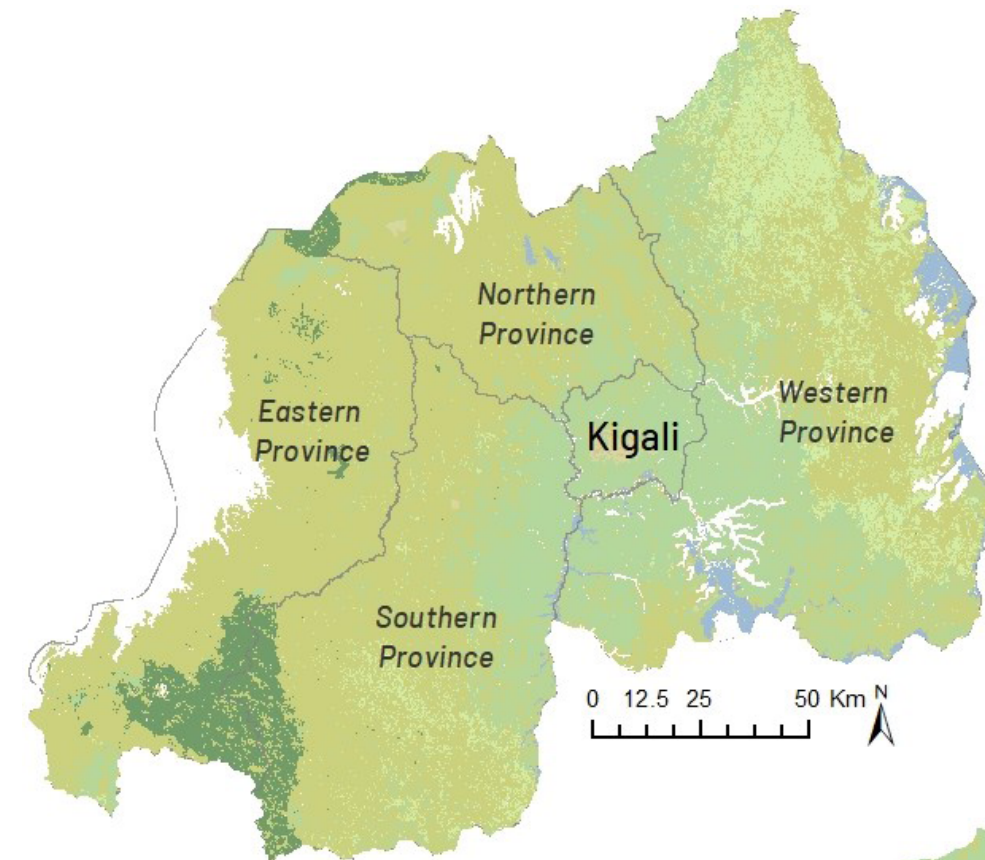 Northern
Province
Eastern
Province
Kigali
Western
Province
Southern
Province
0 12.5 25 50 Km N